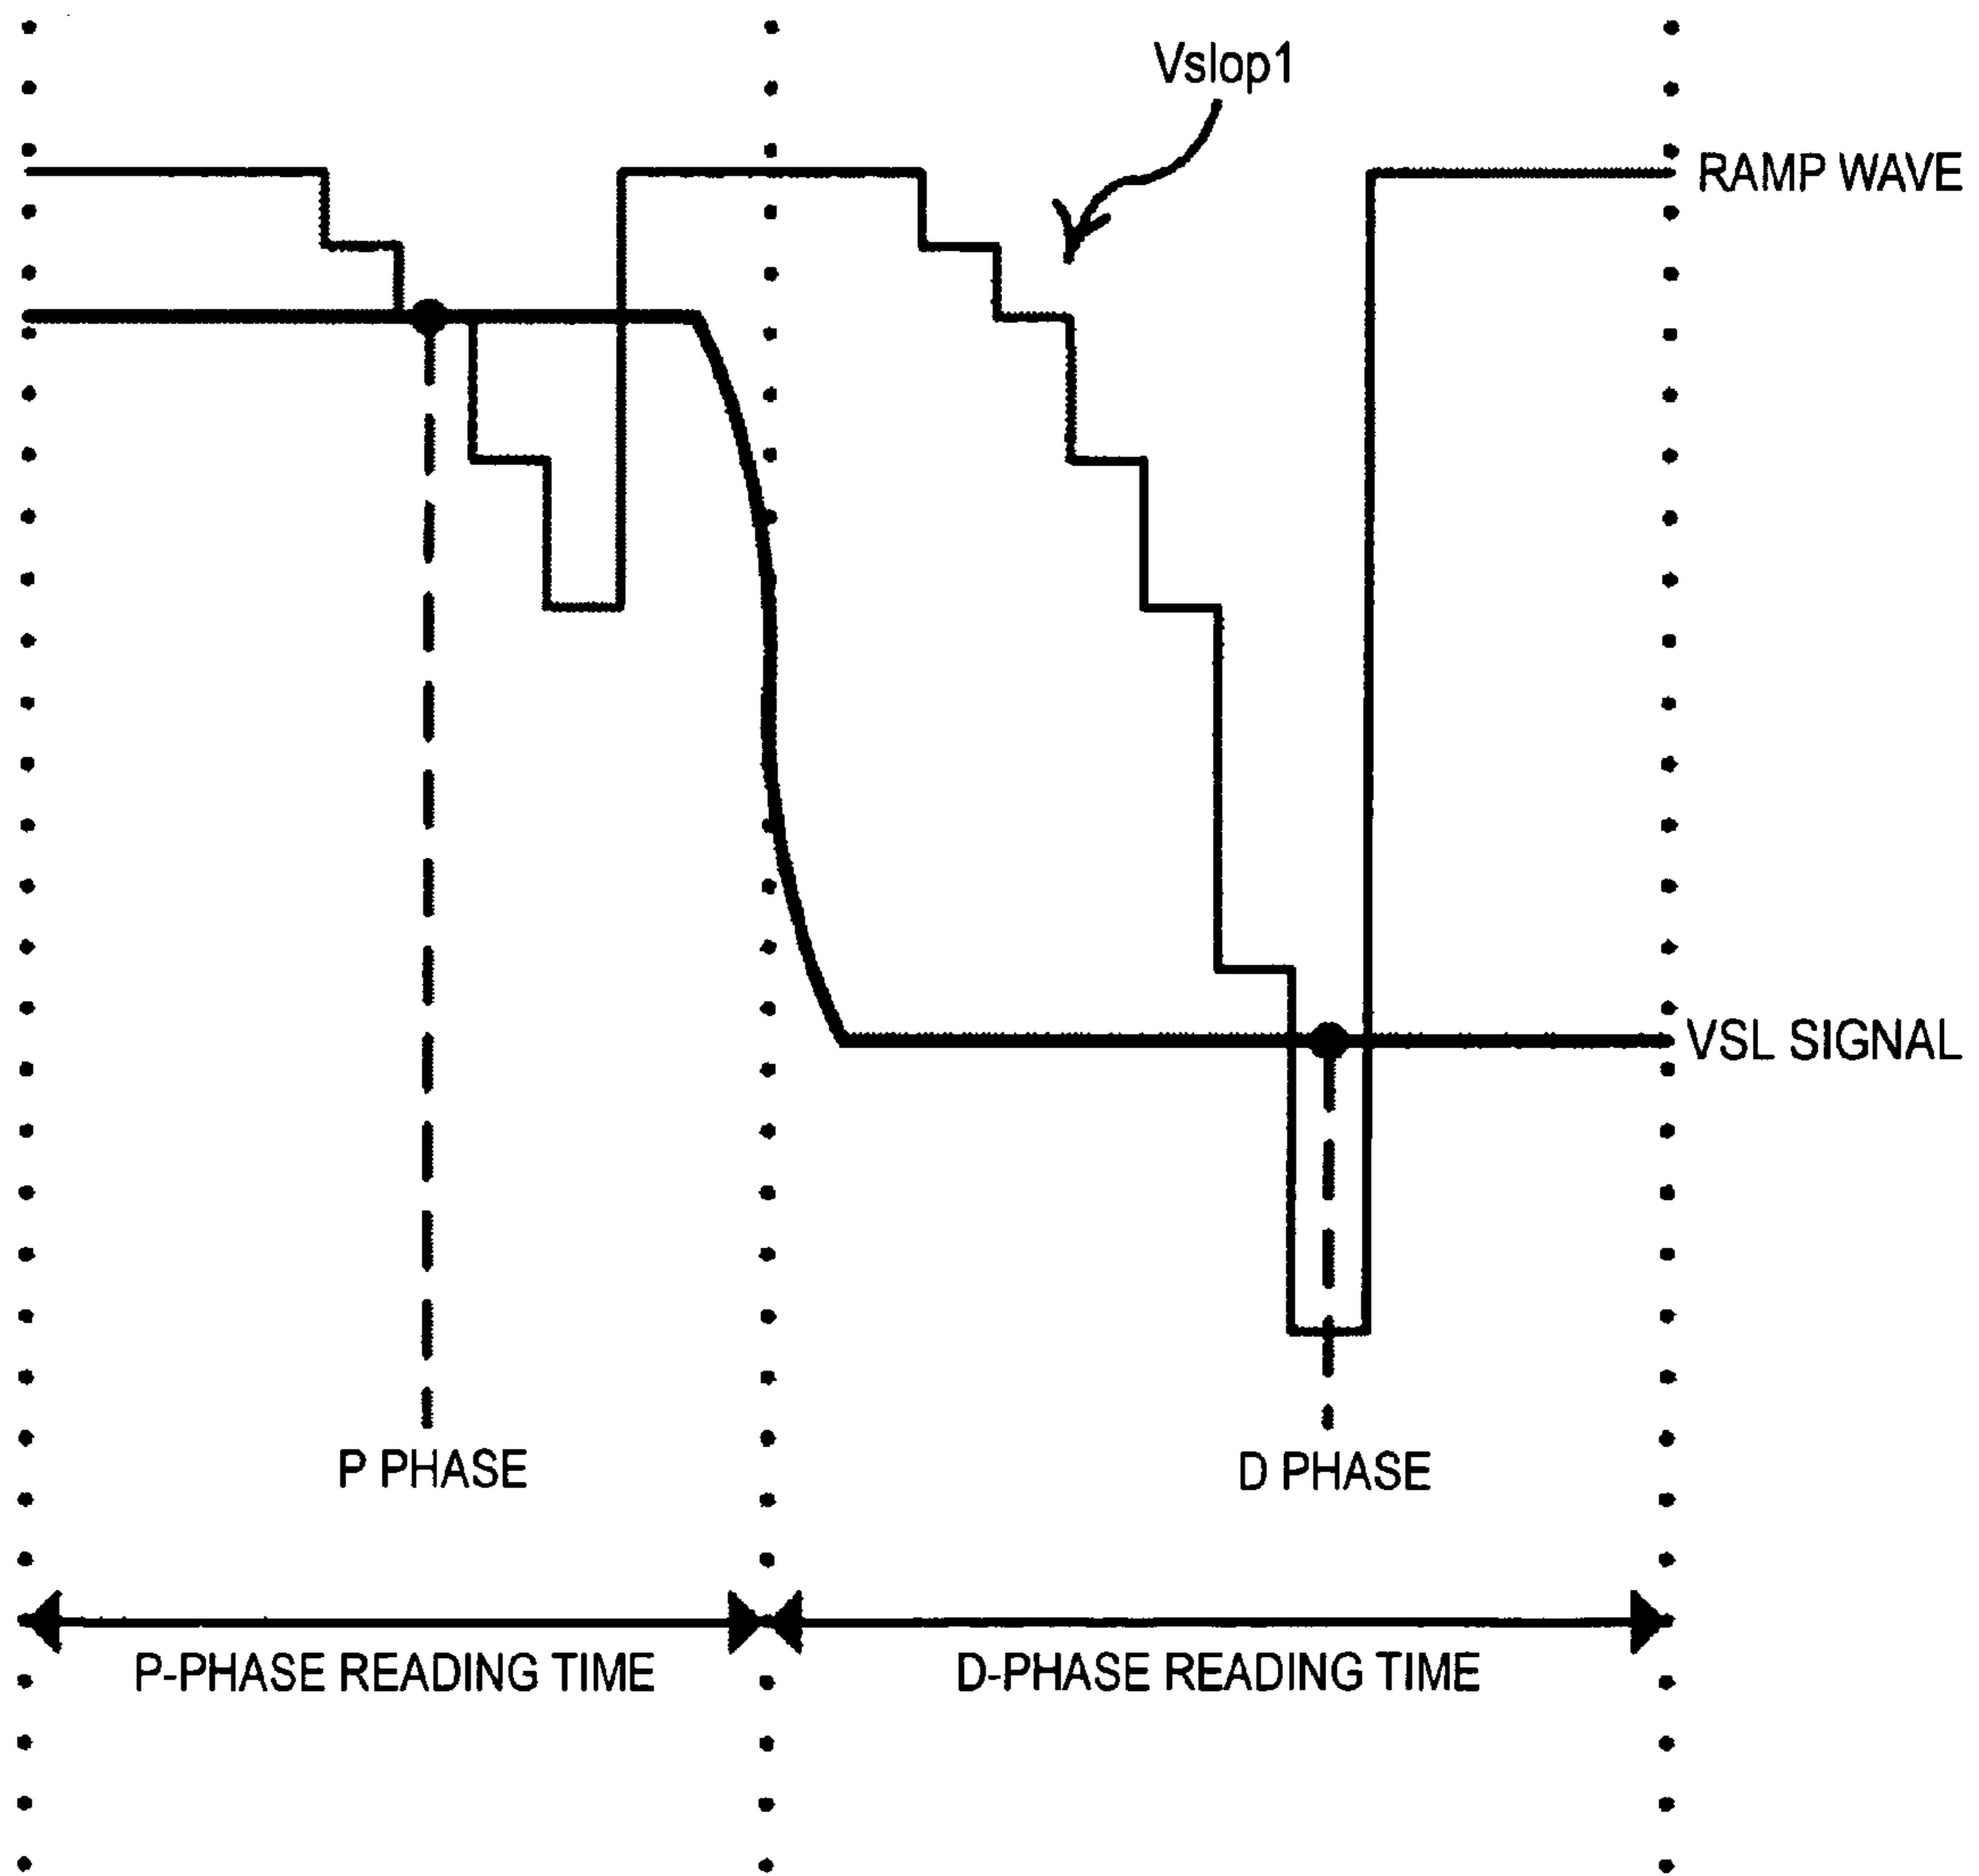 Vslop1
RAMP WAVE
VSL SIGNAL
P PHASE
D PHASE
P-PHASE READING TIME
D-PHASE READING TIME